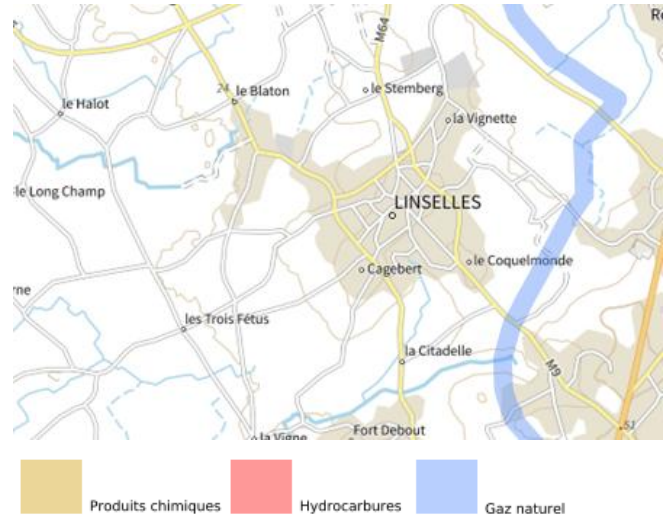 M64
Ro
24
le Blaton
le Stemberg
le Halot
la Vignette
le Long Champ
LINSELLES
Cagebert
le Coquelmonde
rne
les Trois Fétus
la Citadelle
M9
Fort Debout
la Vigne
51
Produits chimiques
Hydrocarbures
Gaz naturel